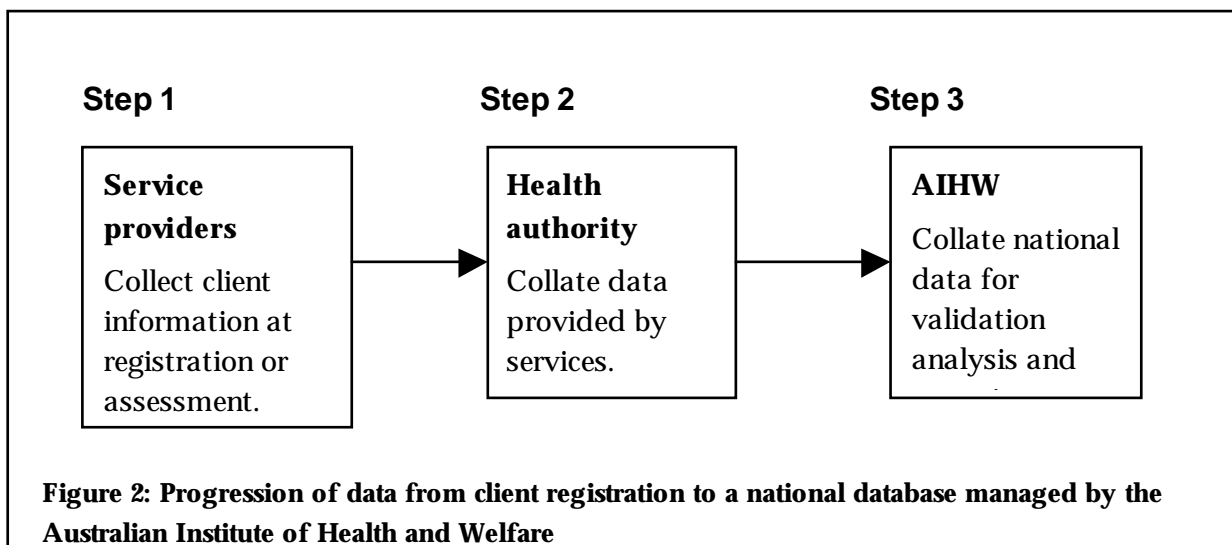 Step 1
Step 2
Step 3
Service
providers
Collect client
information at
registration or
assessment.
Health
authority
Collate data
provided by
services.
AIHW
Collate national
data for
validation
analysis and
Figure 2: Progression of data from client registration to a national database managed by the
Australian Institute of Health and Welfare